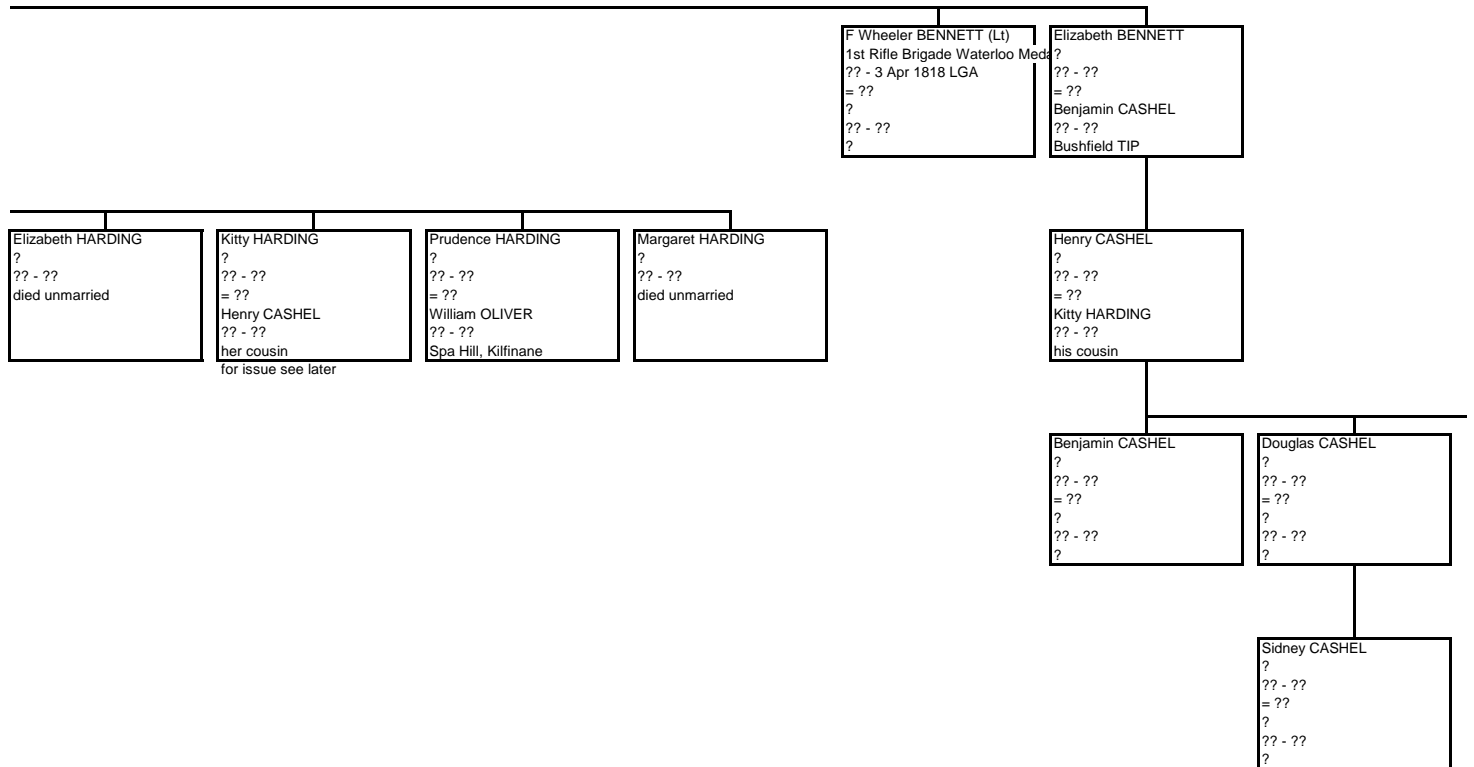 F Wheeler BENNETT (Lt)
1st Rifle Brigade Waterloo Meda
?? - 3 Apr 1818 LGA
= ??
?
?? - ??
?
Elizabeth BENNETT
?
?? - ??
= ??
Benjamin CASHEL
?? - ??
Bushfield TIP
Elizabeth HARDING
?
?? - ??
died unmarried
Kitty HARDING
?
?? - ??
= ??
Henry CASHEL
?? - ??
her cousin
for issue see later
Prudence HARDING
?
?? - ??
= ??
William OLIVER
?? - ??
Spa Hill, Kilfinane
Margaret HARDING
?
?? - ??
died unmarried
Henry CASHEL
?
?? - ??
= ??
Kitty HARDING
?? - ??
his cousin
Benjamin CASHEL
?
?? - ??
= ??
?
?? - ??
?
Douglas CASHEL
?
?? - ??
= ??
?
?? - ??
?
Sidney CASHEL
?
?? - ??
= ??
?
?? - ??
?